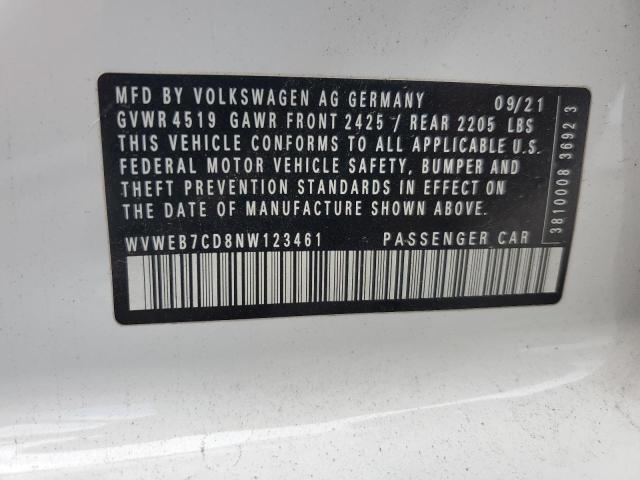 MFD BY VOLKSWAGEN AG GERMANY 09/21
GVWR 4519 GAWR FRONT 2425 / REAR 2205 LBS
THIS VEHICLE CONFORMS TO ALL APPLICABLE U.S.
FEDERAL MOTOR VEHICLE SAFETY, BUMPER AND
THEFT PREVENTION STANDARDS IN EFFECT ON
THE DATE OF MANUFACTURE SHOWN ABOVE.
WVWEB7CD8NW123461 PASSENGER CAR
3810008 3692 3